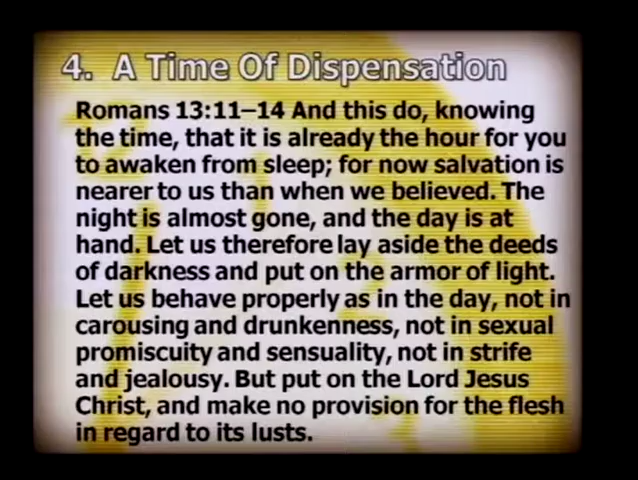 4. A Time Of Dispensation
Romans 13:11–14 And this do, knowing
the time, that it is already the hour for you
to awaken from sleep; for now salvation is
nearer to us than when we believed. The
night is almost gone, and the day is at
hand. Let us therefore lay aside the deeds
of darkness and put on the armor of light.
Let us behave properly as in the day, not in
carousing and drunkenness, not in sexual
promiscuity and sensuality, not in strife
and jealousy. But put on the Lord Jesus
Christ, and make no provision for the flesh
in regard to its lusts.